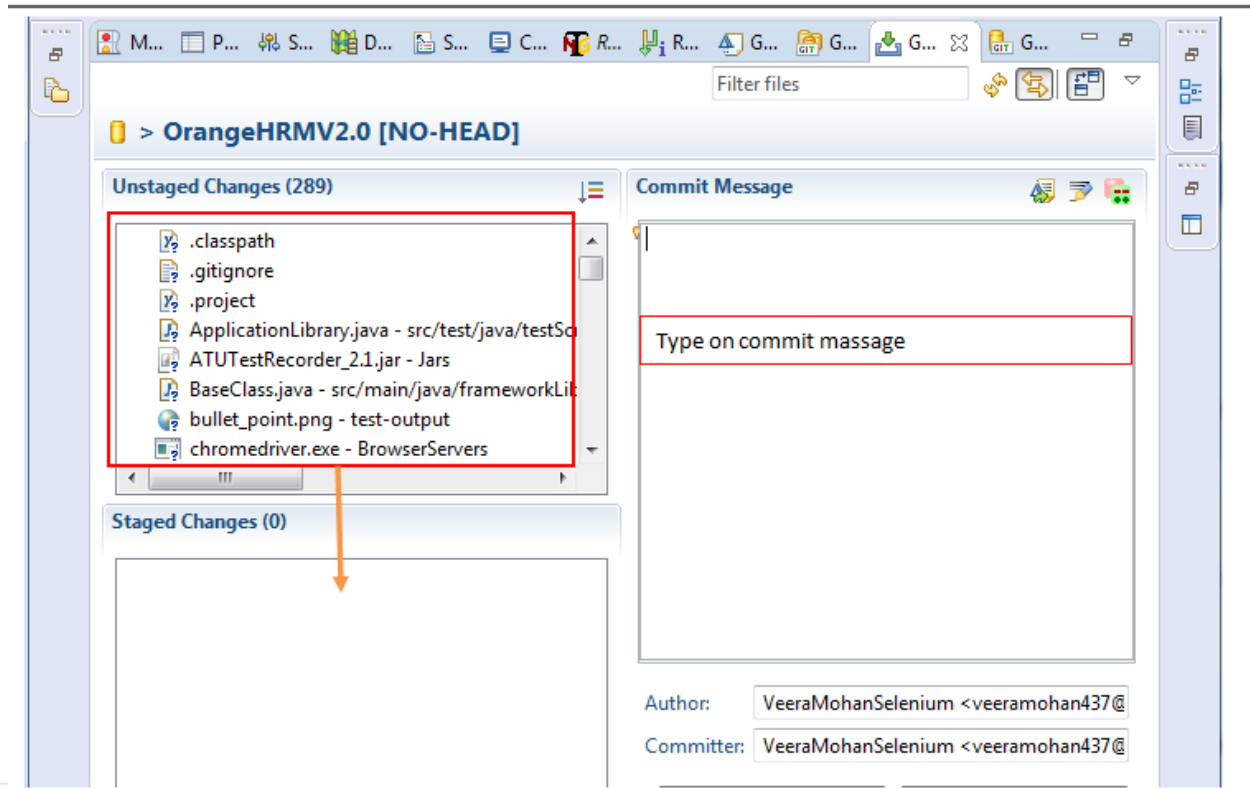 M... P... S... D... S... C... R... R... G... G... G... G...
Filter files
> OrangeHRMV2.0 [NO-HEAD]
Unstaged Changes (289)
.classpath
.gitignore
.project
ApplicationLibrary.java - src/test/java/testSc
ATUTestRecorder_2.1.jar - Jars
BaseClass.java - src/main/java/frameworkLib
bullet_point.png - test-output
chromedriver.exe - BrowserServers
Staged Changes (0)
Commit Message
Type on commit massage
Author: VeeraMohanSelenium <veeramohan437@
Committer: VeeraMohanSelenium <veeramohan437@